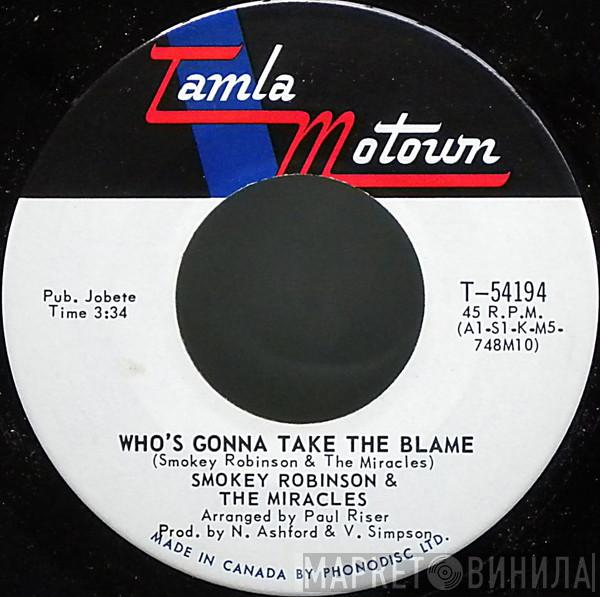 Tamla
Motown
Pub. Jobete
Time 3:34
T-54194
45 R.P.M.
(A1-S1-K-M5-
748M10)
WHO'S GONNA TAKE THE BLAME
(Smokey Robinson & The Miracles)
SMOKEY ROBINSON &
THE MIRACLES
Arranged by Paul Riser
Prod. by N. Ashford & V. Simpson
MADE IN CANADA BY PHONODISC LTD.
МАРКЕТ ВИНИЛА